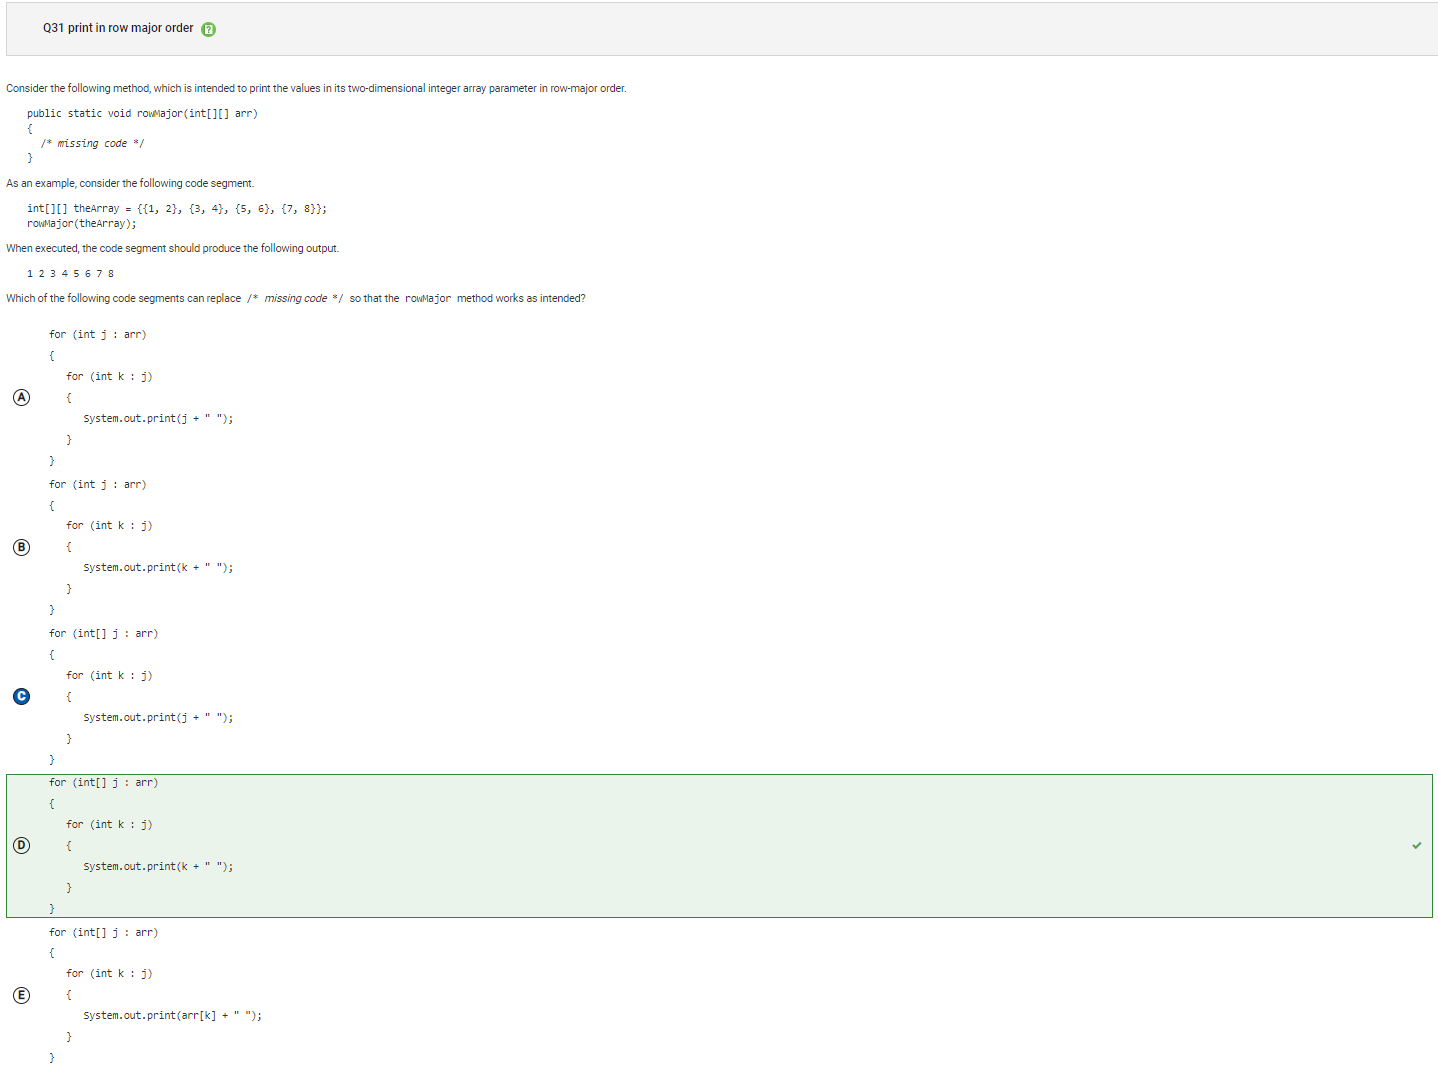 Q31 print in row major order
Consider the following method, which is intended to print the values in its two-dimensional integer array parameter in row-major order.
public static void rowMajor(int[][] arr)
{
/* missing code */
}
As an example, consider the following code segment.
int[][] theArray = {{1, 2}, {3, 4}, {5, 6}, {7, 8}};
rowMajor(theArray);
When executed, the code segment should produce the following output.
1 2 3 4 5 6 7 8
Which of the following code segments can replace /* missing code */ so that the rowMajor method works as intended?
for (int j : arr)
{
for (int k : j)
A {
System.out.print(j + " ");
}
}
for (int j : arr)
{
for (int k : j)
B {
System.out.print(k + " ");
}
}
for (int[] j : arr)
{
for (int k : j)
C {
System.out.print(j + " ");
}
}
for (int[] j : arr)
{
for (int k : j)
D {
System.out.print(k + " ");
}
}
for (int[] j : arr)
{
for (int k : j)
E {
System.out.print(arr[k] + " ");
}
}